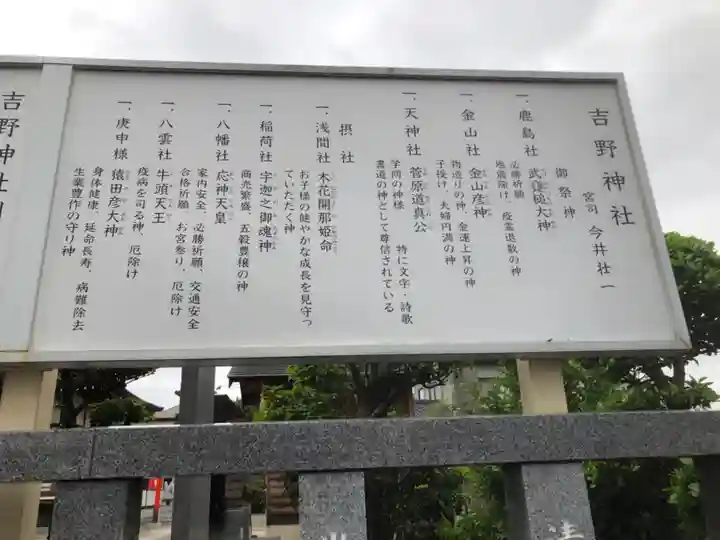 吉野神社
宮司 今井壮一
御祭神
一、鹿島社 武甕槌大神
必勝祈願
地震除け、疫霊退散の神
一、金山社 金山彦神
物造りの神、金運上昇の神
子授け、夫婦円満の神
一、天神社 菅原道真公
学問の神様 特に文字・詩歌
書道の神として尊信されている
摂社
一、浅間社 木花開那姫命
お子様の健やかな成長を見守っ
ていたたく神
一、稲荷社 宇迦之御魂神
商売繁盛、五穀豊穣の神
一、八幡社 応神天皇
家内安全、必勝祈願、交通安全
合格祈願、お宮参り、厄除け
一、八雲社 牛頭天王
疫病を司る神、厄除け
一、庚申様 猿田彦大神
身体健康、延命長寿、病難除去
生業豊作の守り神
吉野神社